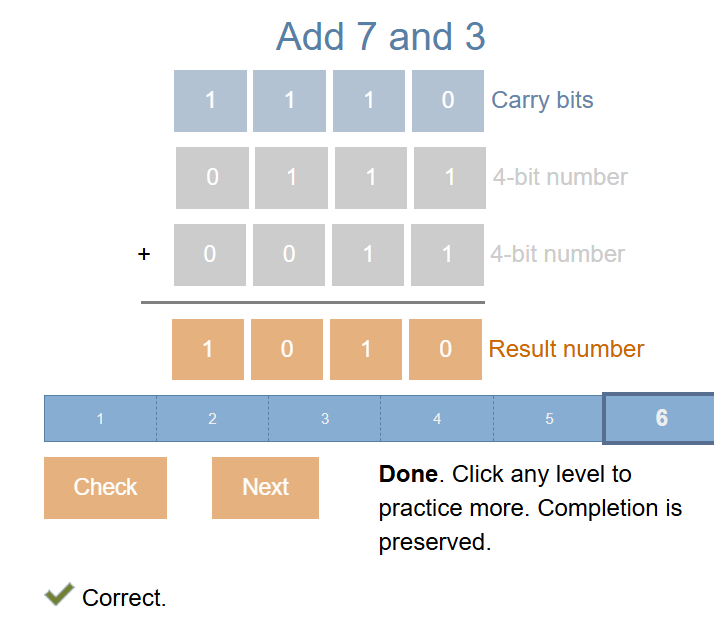 Add 7 and 3
1 1 1 0 Carry bits
0 1 1 1 4-bit number
+ 0 0 1 1 4-bit number
1 0 1 0 Result number
1 2 3 4 5 6
Check Next
Done. Click any level to
practice more. Completion is
preserved.
Correct.